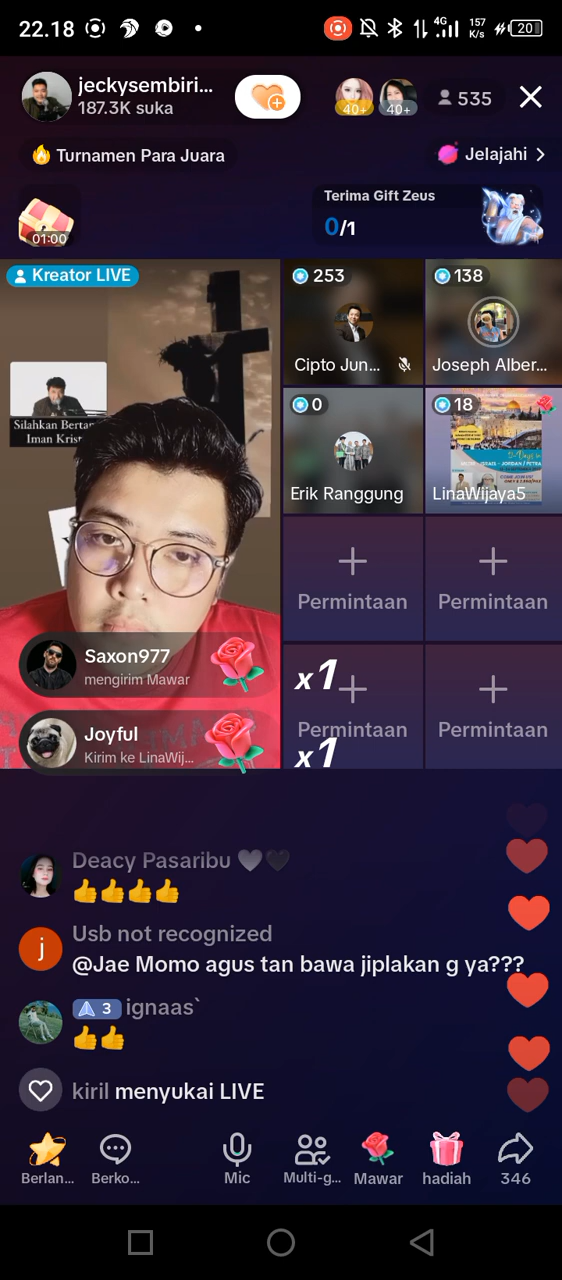 22.18
4G
157
K/s
20
jeckysembiri...
187.3K suka
40+
40+
535
Turnamen Para Juara
Jelajahi
01:00
Terima Gift Zeus
0/1
Kreator LIVE
Silahkan Bertan
Iman Krist
253
Cipto Jun...
138
Joseph Alber...
0
Erik Ranggung
18
LinaWijaya5
Permintaan
Permintaan
Permintaan
Permintaan
Saxon977
mengirim Mawar
x1
Joyful
Kirim ke LinaWij...
x1
Deacy Pasaribu 🩶🖤
👍👍👍👍
j
Usb not recognized
@Jae Momo agus tan bawa jiplakan g ya???
3 ignaas`
👍👍
kiril menyukai LIVE
Berlan...
Berko...
Mic
Multi-g...
Mawar
hadiah
346